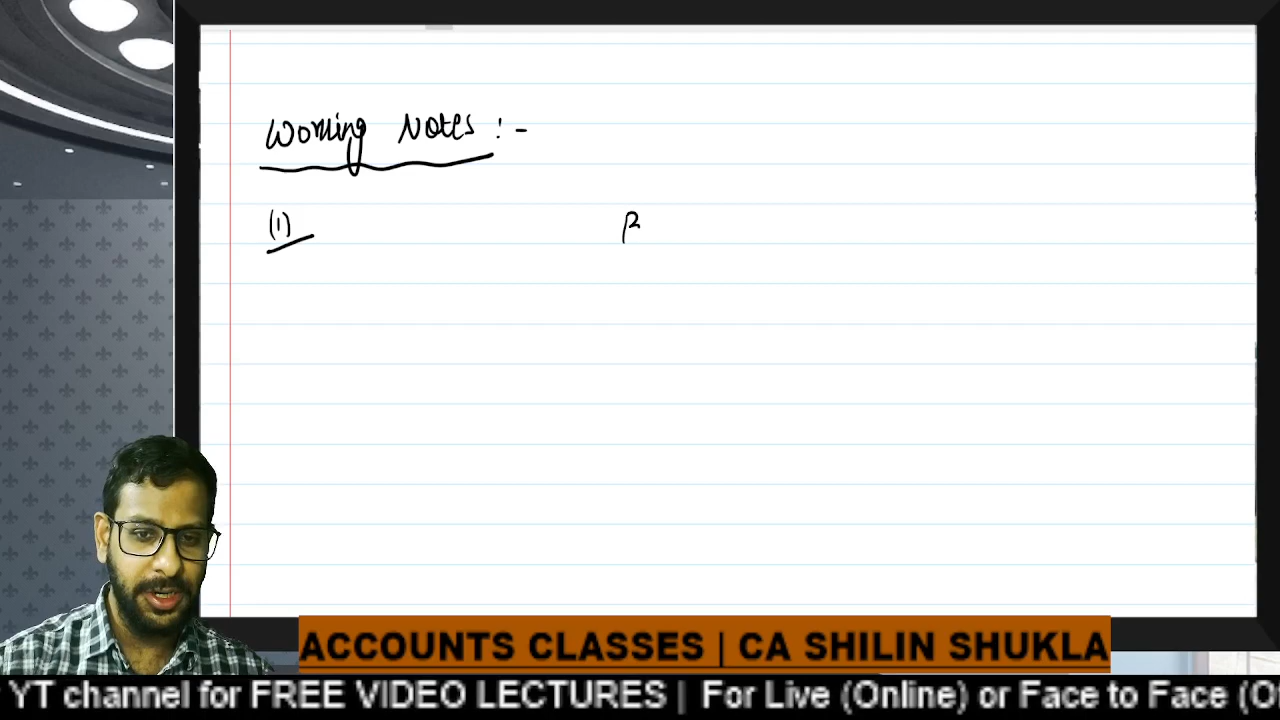 Working Notes :-
(1)
ACCOUNTS CLASSES | CA SHILIN SHUKLA
YT channel for FREE VIDEO LECTURES | For Live (Online) or Face to Face (O